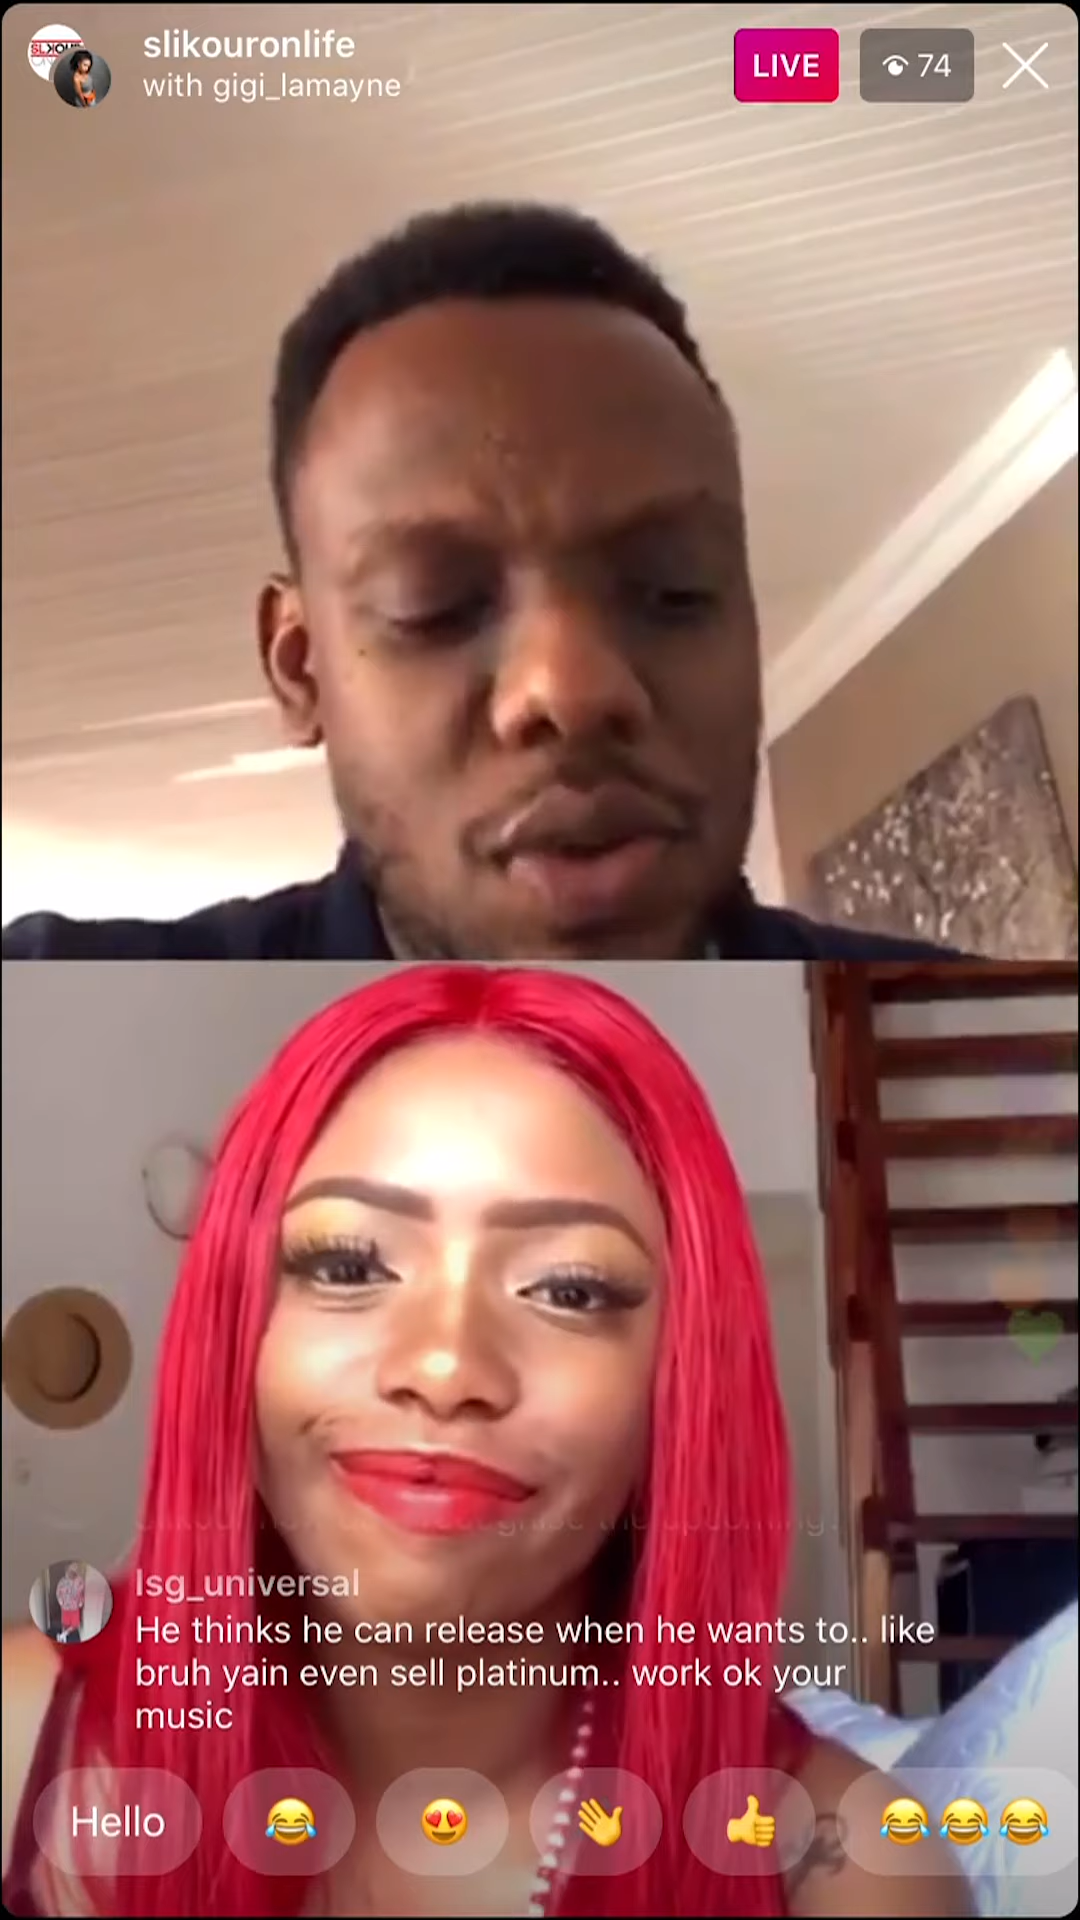 slikouronlife
with gigi_lamayne
LIVE
74
lsg_universal
He thinks he can release when he wants to.. like
bruh yain even sell platinum.. work ok your
music
Hello